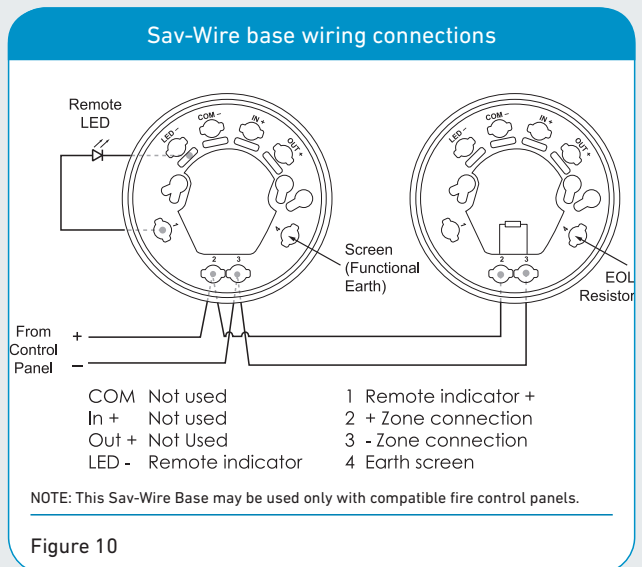 Sav-Wire base wiring connections
Remote
LED
LED –
COM –
IN +
OUT +
1
2
3
4
Screen
(Functional
Earth)
LED –
COM –
IN +
OUT +
1
2
3
4
EOL
Resistor
From
Control
Panel
+
–
COM Not used
In + Not used
Out + Not Used
LED - Remote indicator
1 Remote indicator +
2 + Zone connection
3 - Zone connection
4 Earth screen
NOTE: This Sav-Wire Base may be used only with compatible fire control panels.
Figure 10